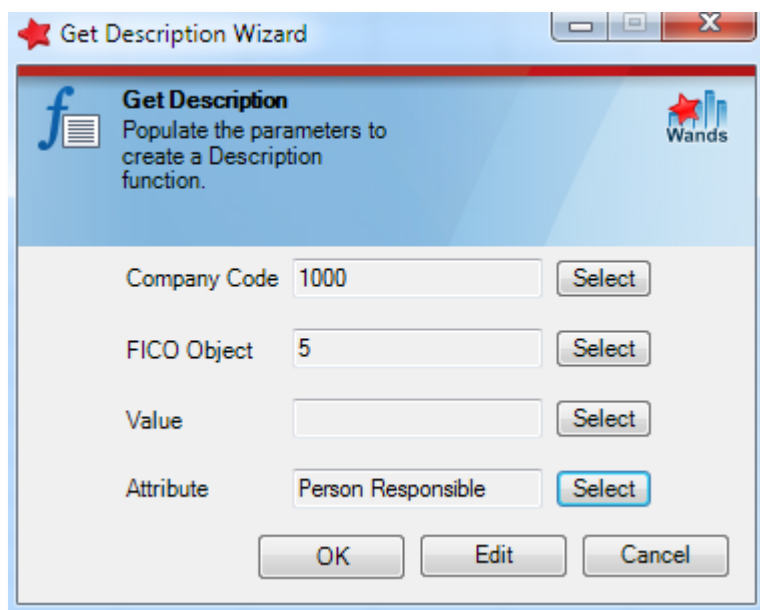 Get Description Wizard
Get Description
Populate the parameters to
create a Description
function.
Wands
Company Code 1000 Select
FICO Object 5 Select
Value Select
Attribute Person Responsible Select
OK Edit Cancel